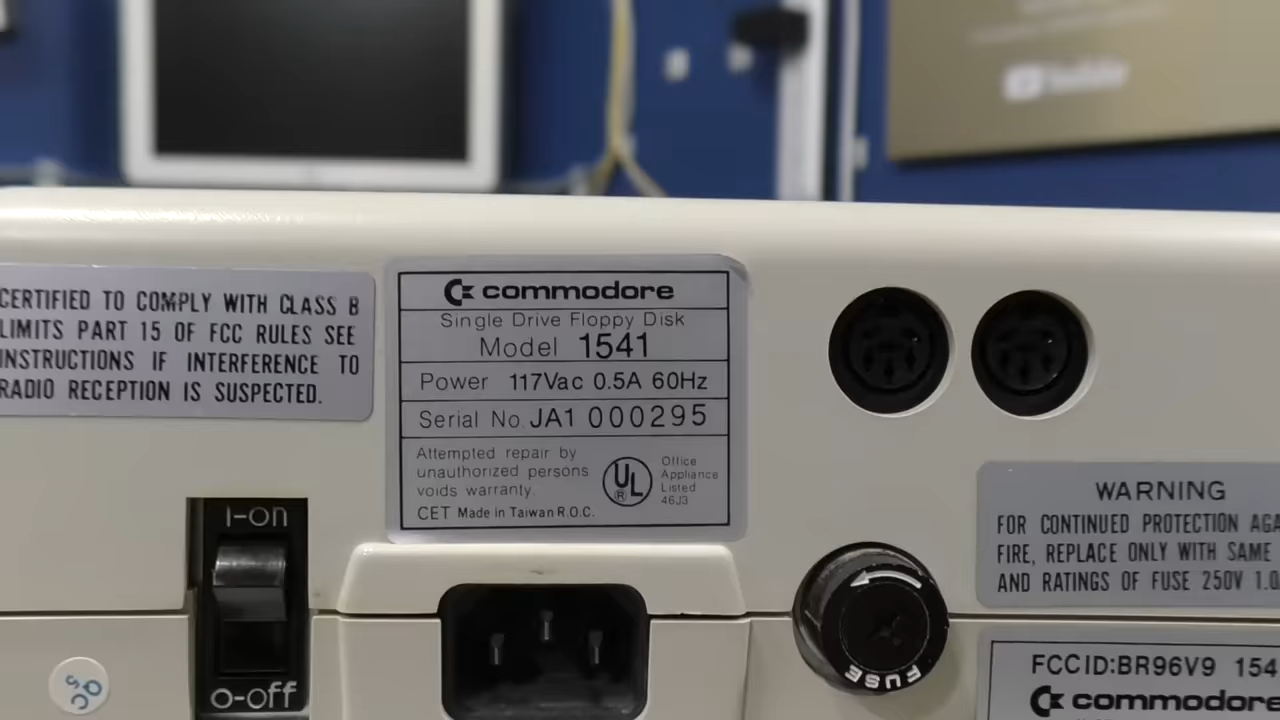 CERTIFIED TO COMPLY WITH CLASS B
LIMITS PART 15 OF FCC RULES SEE
INSTRUCTIONS IF INTERFERENCE TO
RADIO RECEPTION IS SUSPECTED.
commodore
Single Drive Floppy Disk
Model 1541
Power 117Vac 0.5A 60Hz
Serial No. JA1 000295
Attempted repair by
unauthorized persons
voids warranty.
UL
®
Office
Appliance
Listed
46J3
CET Made in Taiwan R.O.C.
I-on
o-off
QC
5
FUSE
WARNING
FOR CONTINUED PROTECTION AGA
FIRE, REPLACE ONLY WITH SAME
AND RATINGS OF FUSE 250V 1.0
FCCID:BR96V9 154
commodore